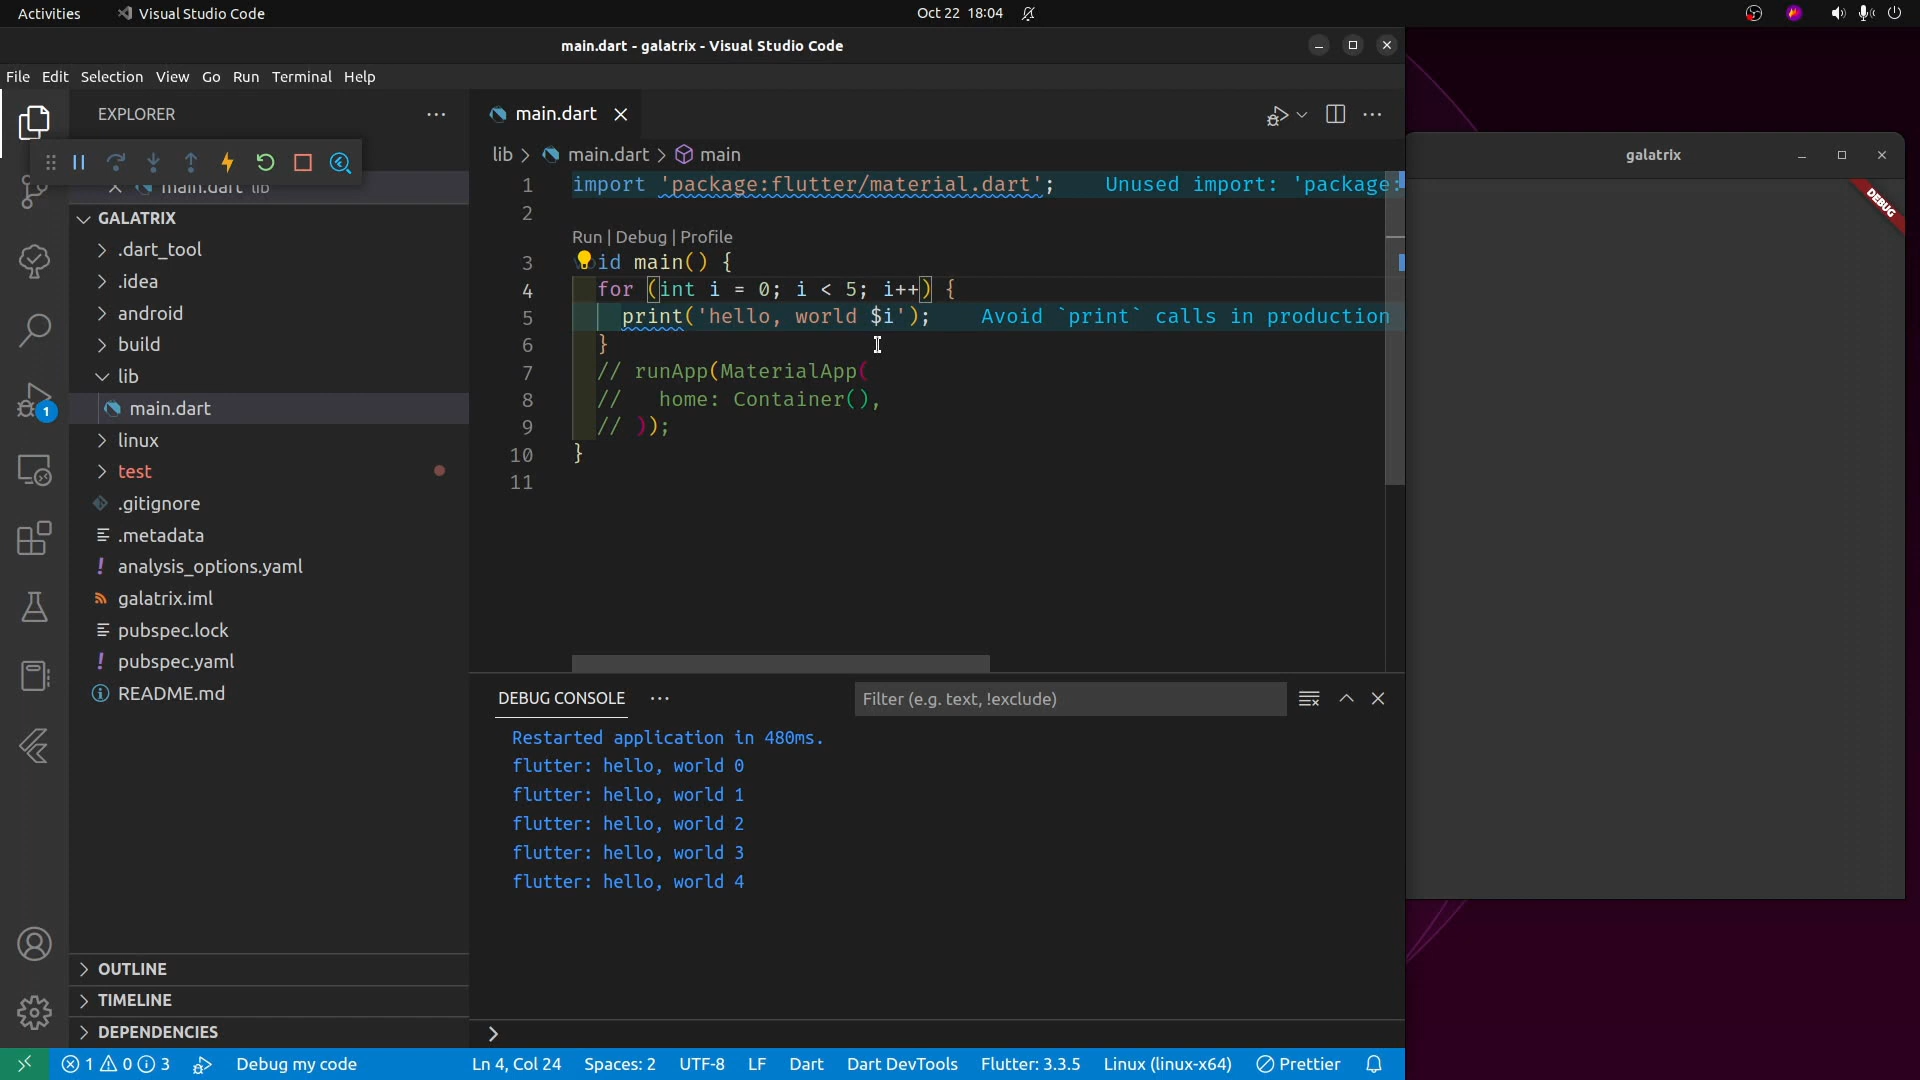 Activities
Visual Studio Code
Oct 22 18:04
main.dart - galatrix - Visual Studio Code
File Edit Selection View Go Run Terminal Help
EXPLORER
main.dart lib
GALATRIX
.dart_tool
.idea
android
build
lib
main.dart
linux
test
.gitignore
.metadata
! analysis_options.yaml
galatrix.iml
pubspec.lock
! pubspec.yaml
README.md
OUTLINE
TIMELINE
DEPENDENCIES
1
main.dart
lib > main.dart > main
1 import 'package:flutter/material.dart'; Unused import: 'package:
2
Run | Debug | Profile
3 id main() {
4 for (int i = 0; i < 5; i++) {
5 print('hello, world $i'); Avoid `print` calls in production
6 }
7 // runApp(MaterialApp(
8 // home: Container(),
9 // ));
10 }
11
DEBUG CONSOLE
Filter (e.g. text, !exclude)
Restarted application in 480ms.
flutter: hello, world 0
flutter: hello, world 1
flutter: hello, world 2
flutter: hello, world 3
flutter: hello, world 4
>
1 0 3 Debug my code Ln 4, Col 24 Spaces: 2 UTF-8 LF Dart Dart DevTools Flutter: 3.3.5 Linux (linux-x64) Prettier
galatrix
DEBUG